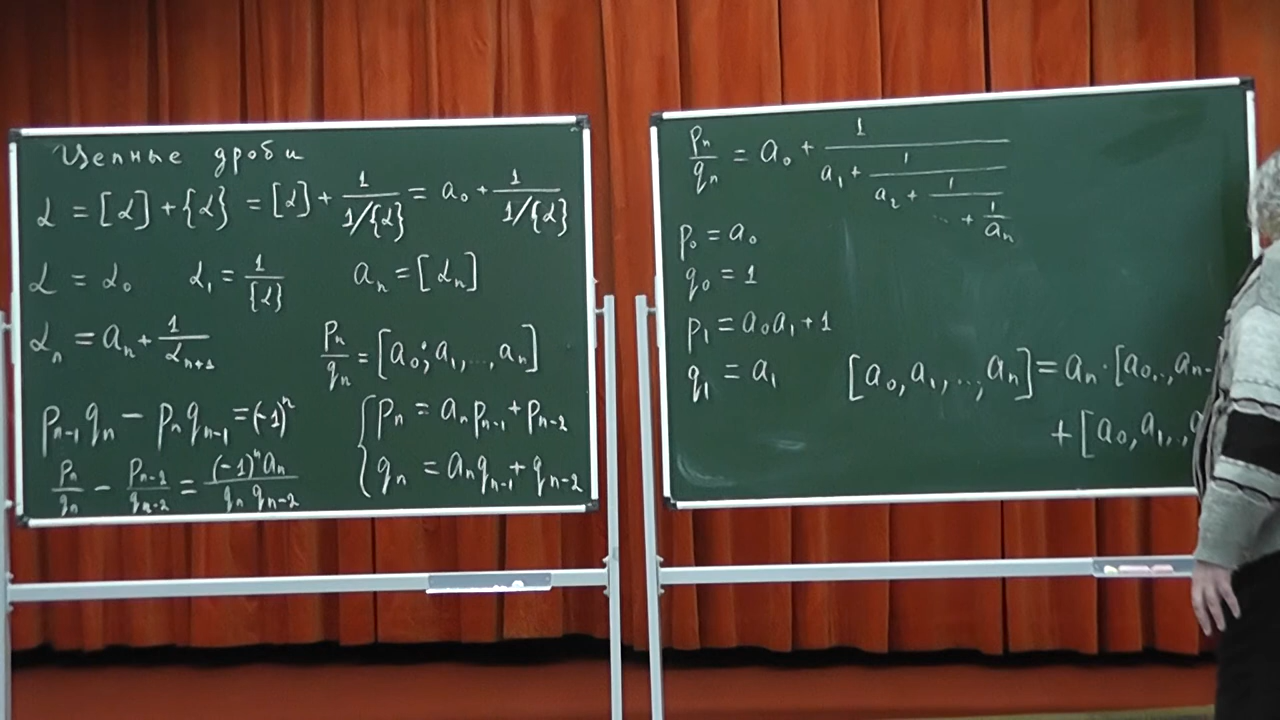 Цепные дроби
α = [α] + {α} = [α] + 1/(1/{α}) = a₀ + 1/(1/{α})
α = α₀   α₁ = 1/{α}   aₙ = [αₙ]
αₙ = aₙ + 1/αₙ₊₁
pₙ/qₙ = [a₀; a₁, ..., aₙ]
pₙ₋₁qₙ − pₙqₙ₋₁ = (-1)ⁿ
pₙ/qₙ − pₙ₋₂/qₙ₋₂ = (-1)ⁿaₙ/(qₙ qₙ₋₂)
{ pₙ = aₙpₙ₋₁ + pₙ₋₂
qₙ = aₙqₙ₋₁ + qₙ₋₂
pₙ/qₙ = a₀ + 1/(a₁ + 1/(a₂ + 1/(... + 1/aₙ)))
p₀ = a₀
q₀ = 1
p₁ = a₀a₁ + 1
q₁ = a₁
[a₀, a₁, ..., aₙ] = aₙ · [a₀, .., aₙ₋
+ [a₀, a₁, ..,